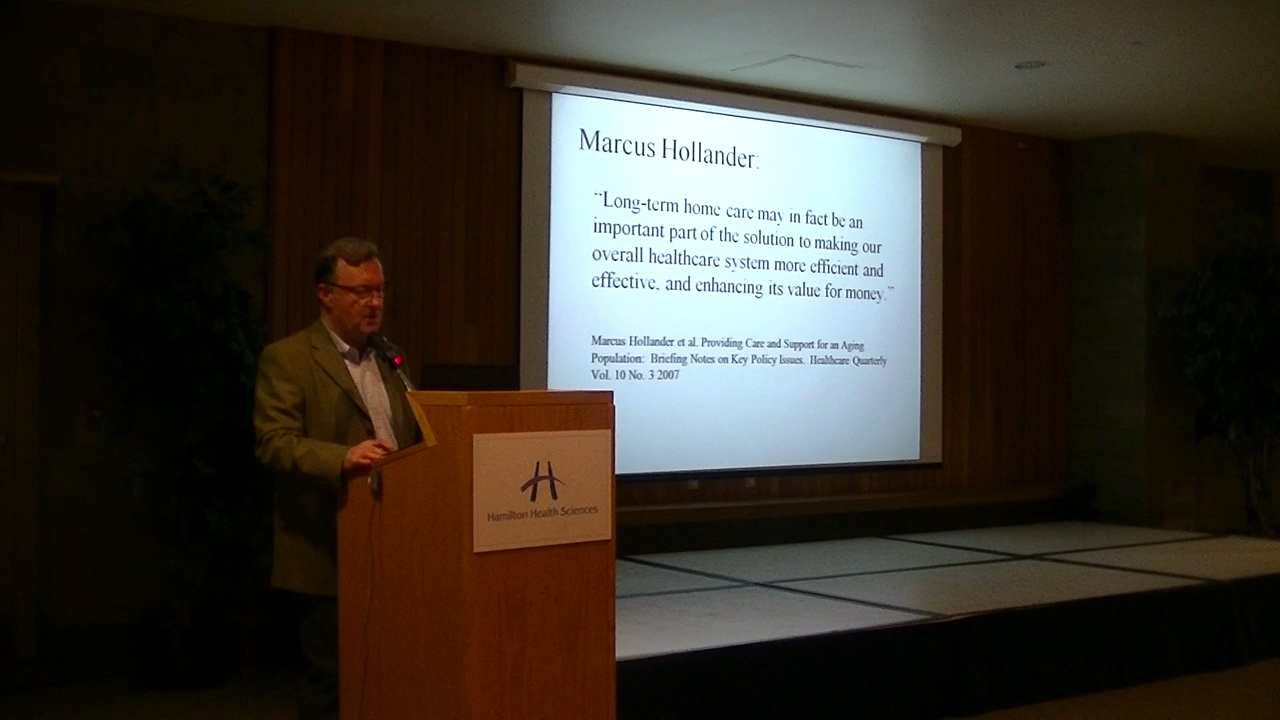 Marcus Hollander:
"Long-term home care may in fact be an
important part of the solution to making our
overall healthcare system more efficient and
effective, and enhancing its value for money."
Marcus Hollander et al. Providing Care and Support for an Aging
Population: Briefing Notes on Key Policy Issues. Healthcare Quarterly
Vol. 10 No. 3 2007
Hamilton Health Sciences